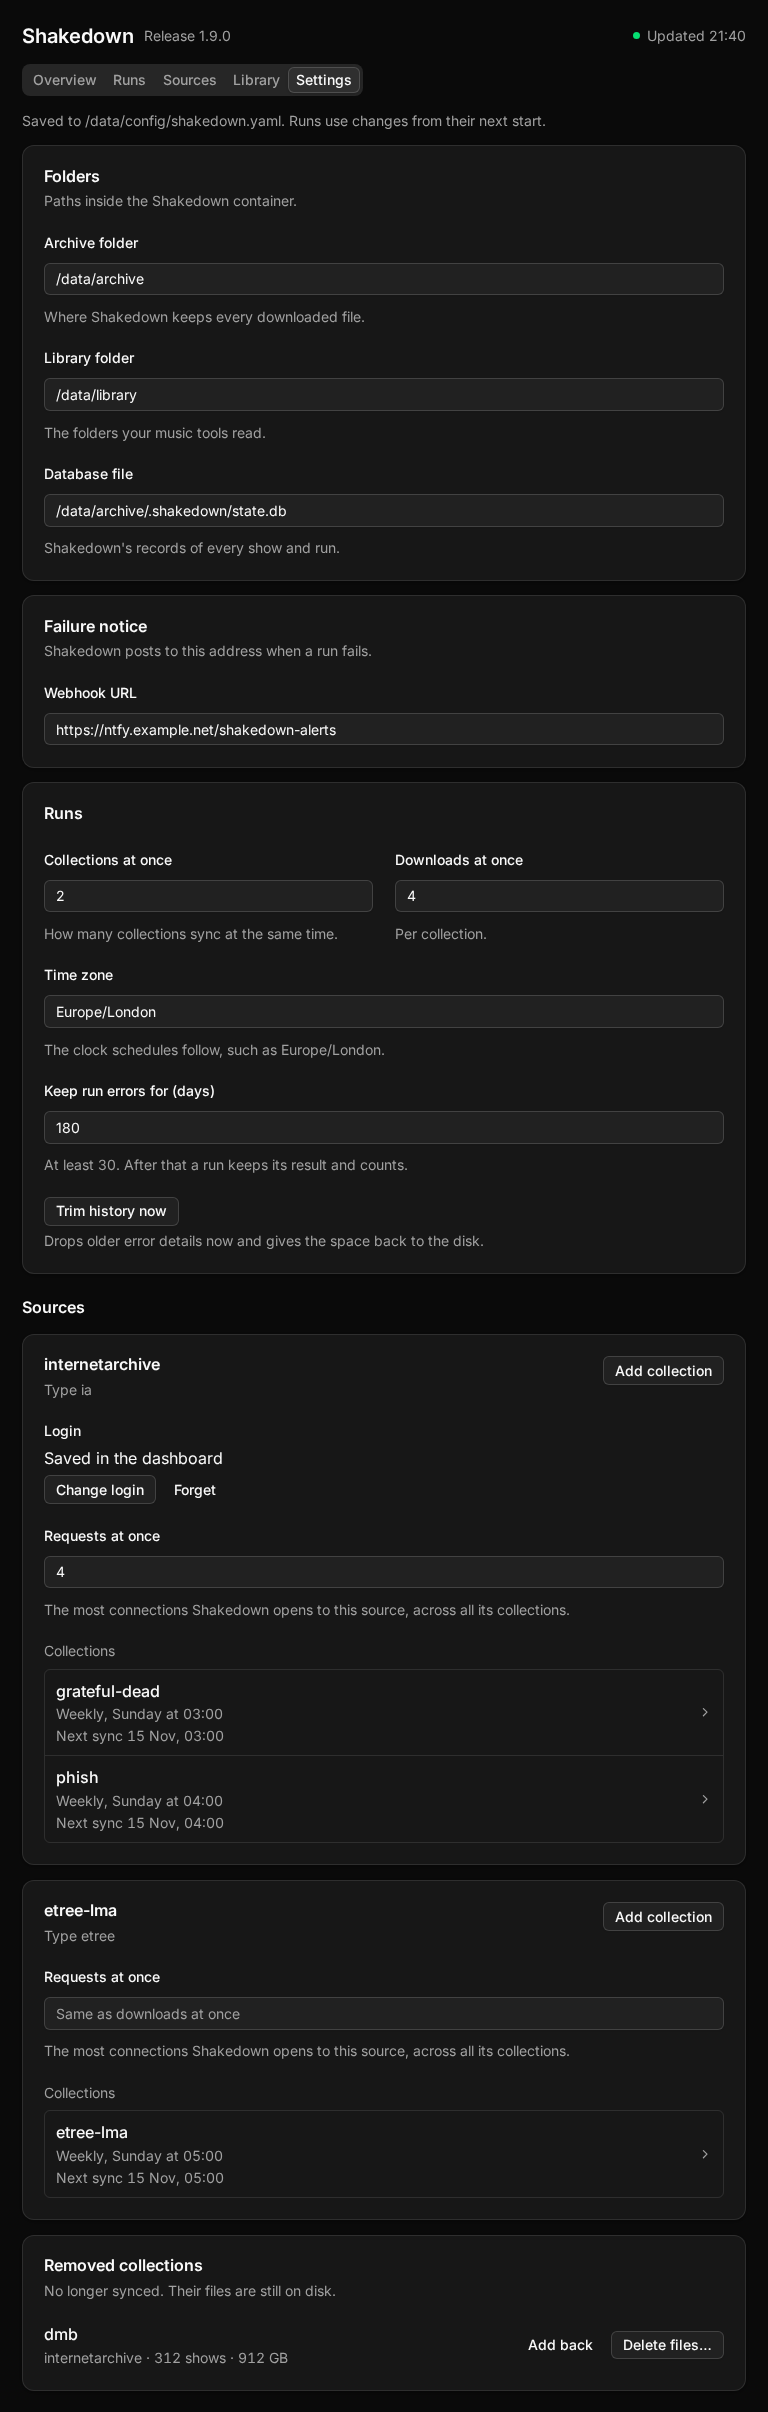 Shakedown Release 1.9.0 Updated 21:40
Overview Runs Sources Library Settings
Saved to /data/config/shakedown.yaml. Runs use changes from their next start.
Folders
Paths inside the Shakedown container.
Archive folder
/data/archive
Where Shakedown keeps every downloaded file.
Library folder
/data/library
The folders your music tools read.
Database file
/data/archive/.shakedown/state.db
Shakedown's records of every show and run.
Failure notice
Shakedown posts to this address when a run fails.
Webhook URL
https://ntfy.example.net/shakedown-alerts
Runs
Collections at once Downloads at once
2 4
How many collections sync at the same time. Per collection.
Time zone
Europe/London
The clock schedules follow, such as Europe/London.
Keep run errors for (days)
180
At least 30. After that a run keeps its result and counts.
Trim history now
Drops older error details now and gives the space back to the disk.
Sources
internetarchive Add collection
Type ia
Login
Saved in the dashboard
Change login Forget
Requests at once
4
The most connections Shakedown opens to this source, across all its collections.
Collections
grateful-dead
Weekly, Sunday at 03:00
Next sync 15 Nov, 03:00
phish
Weekly, Sunday at 04:00
Next sync 15 Nov, 04:00
etree-lma Add collection
Type etree
Requests at once
Same as downloads at once
The most connections Shakedown opens to this source, across all its collections.
Collections
etree-lma
Weekly, Sunday at 05:00
Next sync 15 Nov, 05:00
Removed collections
No longer synced. Their files are still on disk.
dmb
internetarchive · 312 shows · 912 GB
Add back Delete files…